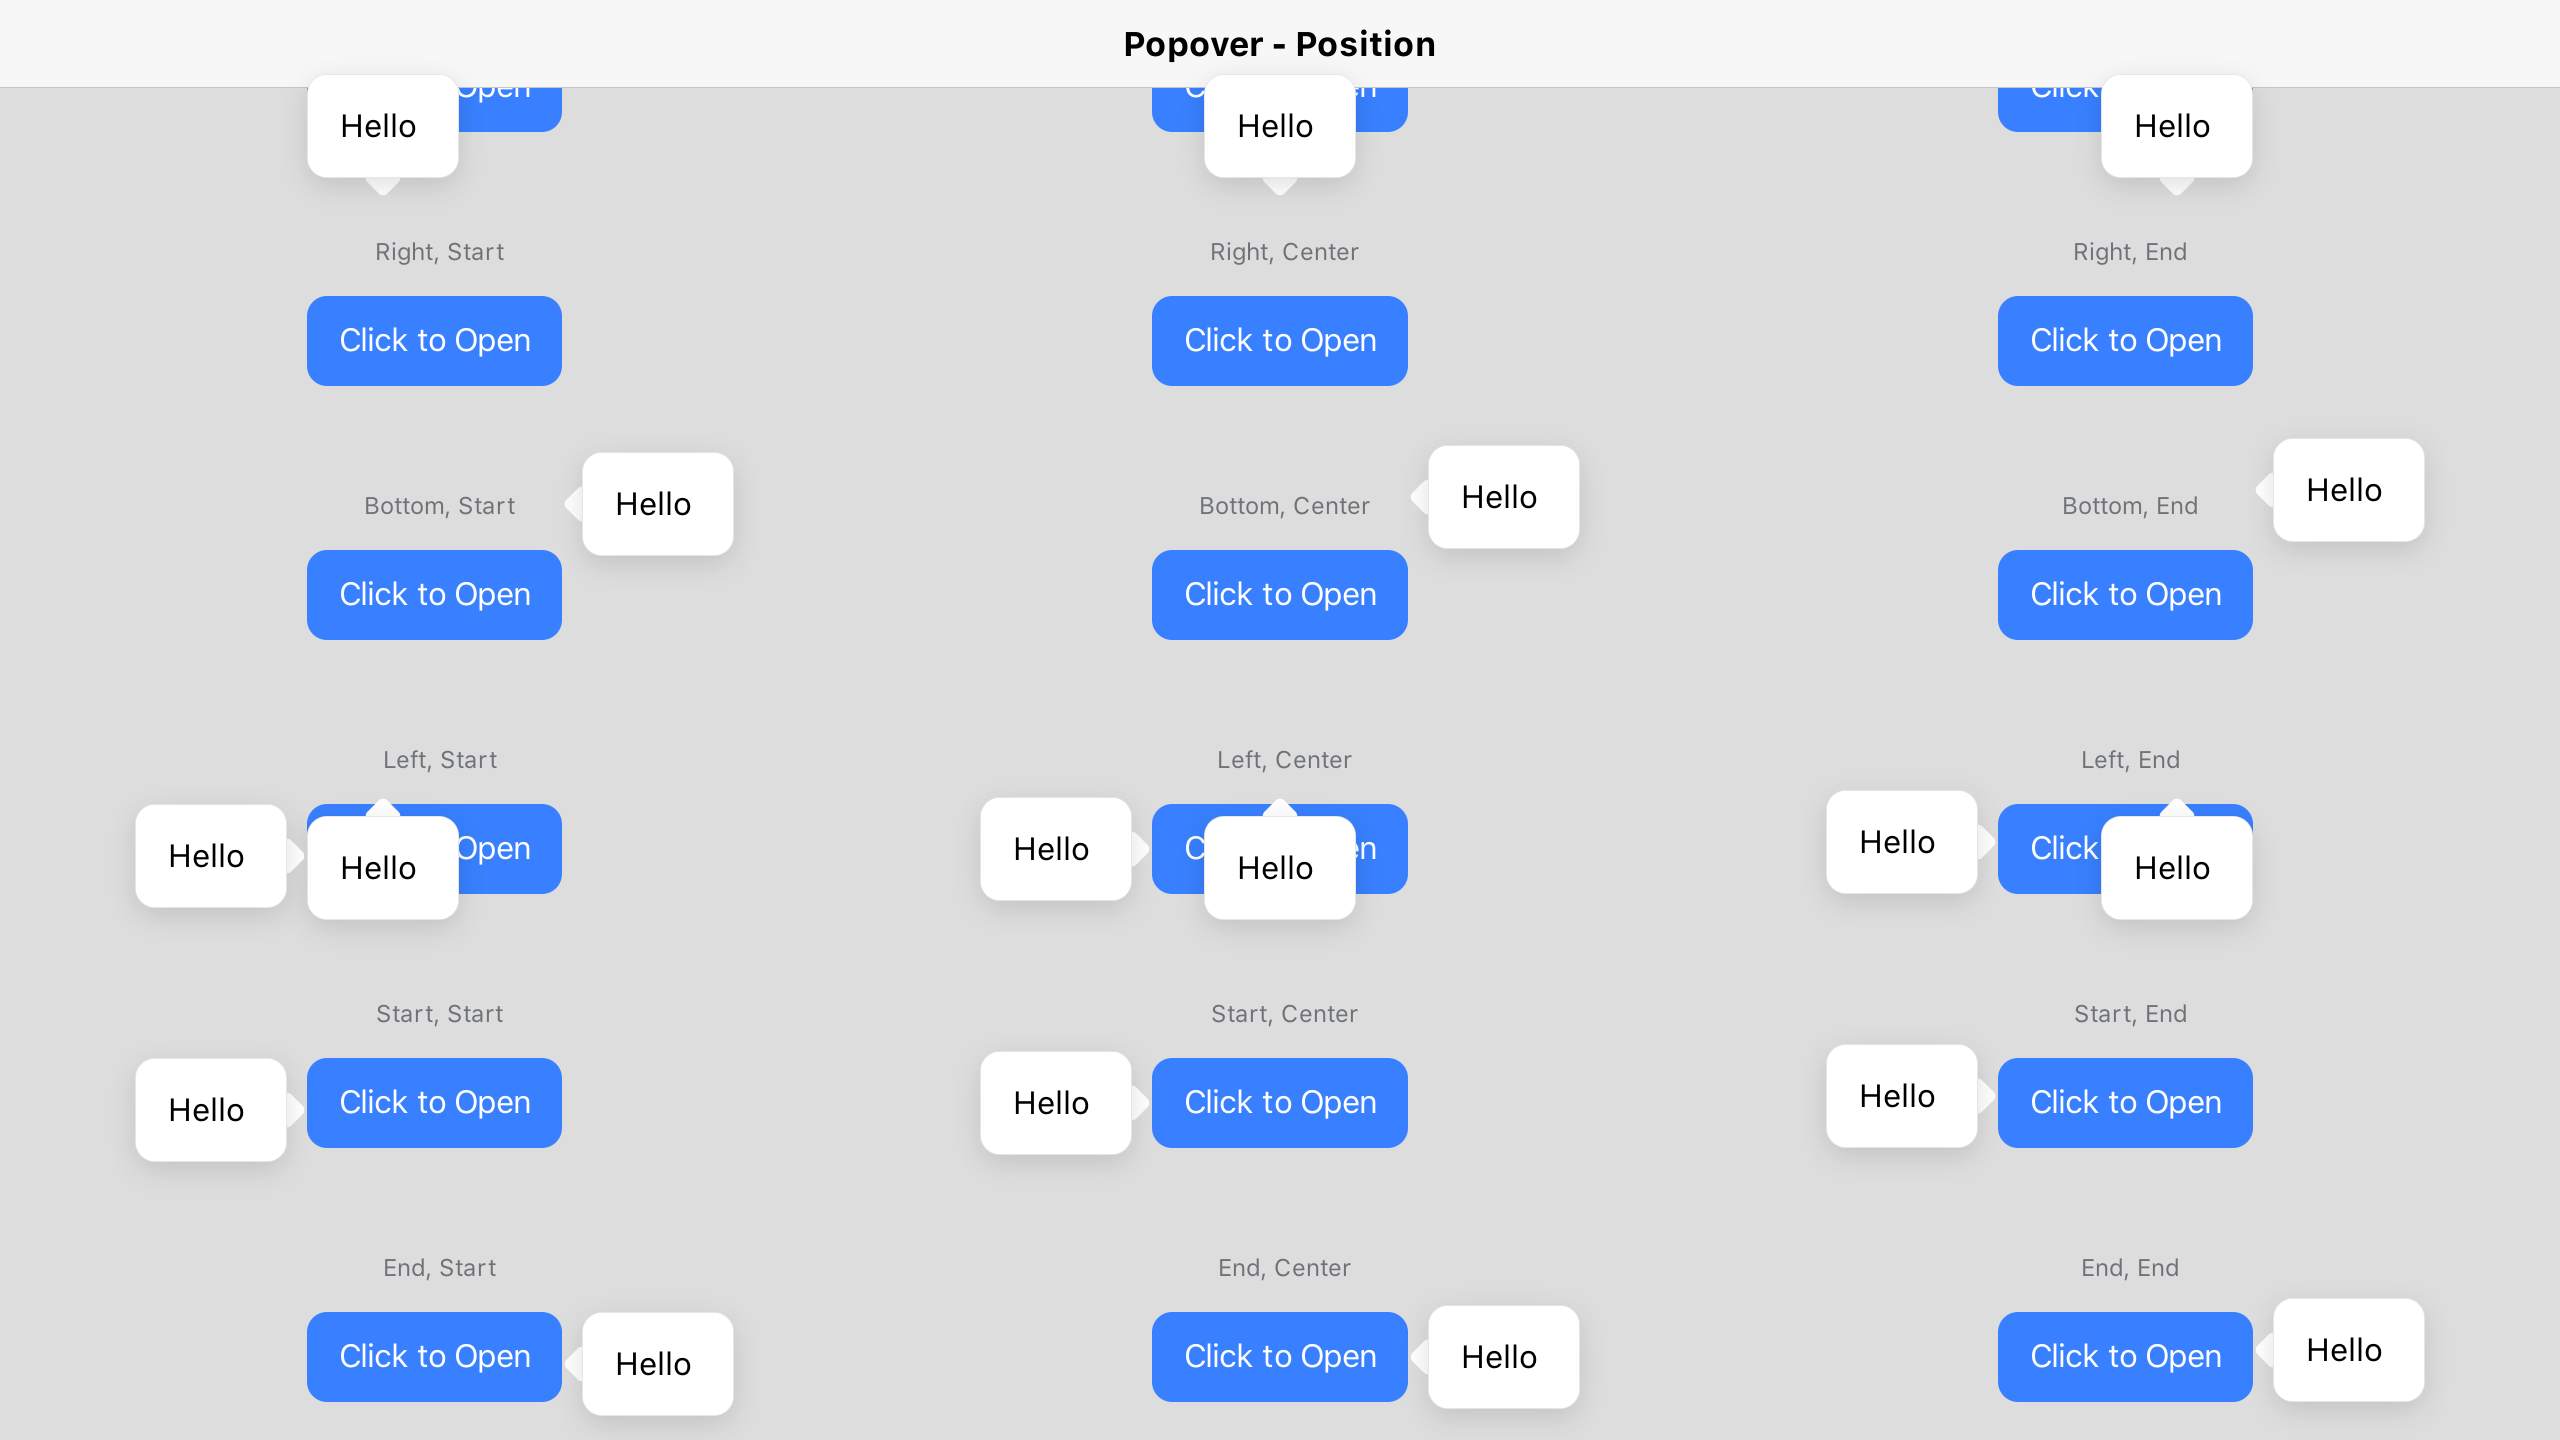 Popover - Position
Open
Hello
C en
Hello
Click
Hello
Right, Start
Right, Center
Right, End
Click to Open
Click to Open
Click to Open
Hello
Hello
Hello
Bottom, Start
Bottom, Center
Bottom, End
Click to Open
Click to Open
Click to Open
Left, Start
Left, Center
Left, End
Hello
Hello
Open
Hello
C
Hello
en
Hello
Click
Hello
Start, Start
Start, Center
Start, End
Hello
Click to Open
Hello
Click to Open
Hello
Click to Open
End, Start
End, Center
End, End
Click to Open
Hello
Click to Open
Hello
Click to Open
Hello